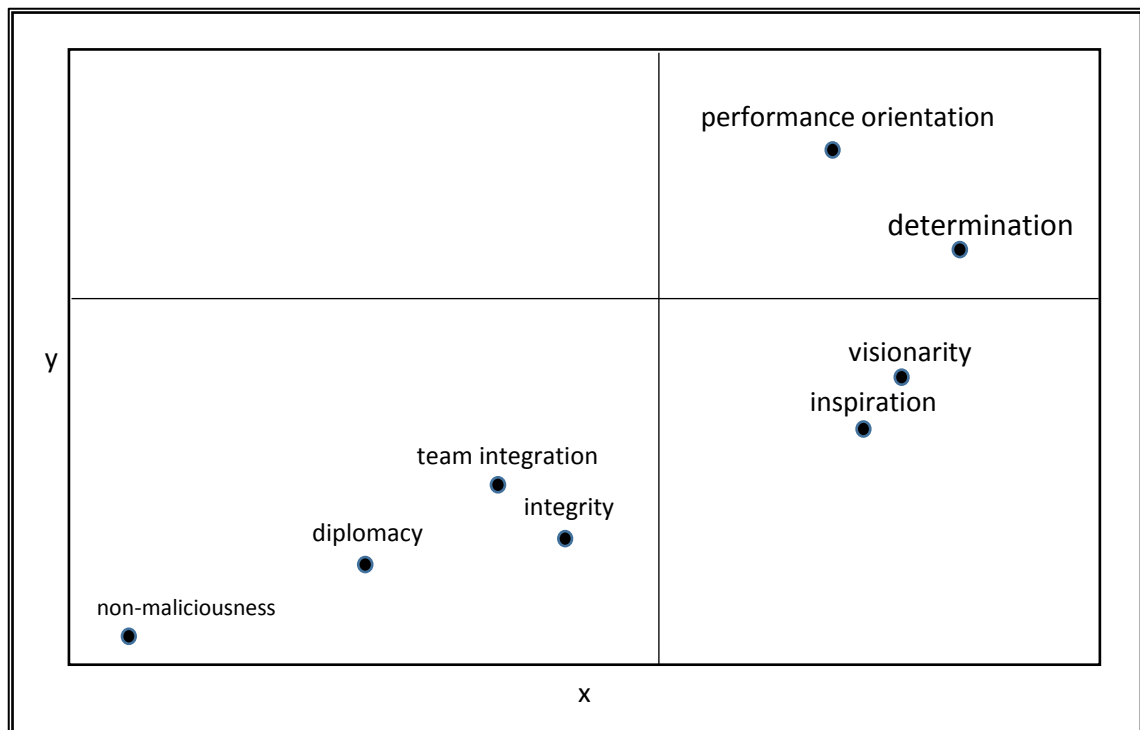 performance orientation
determination
y
visionarity
inspiration
team integration
integrity
diplomacy
non-maliciousness
x